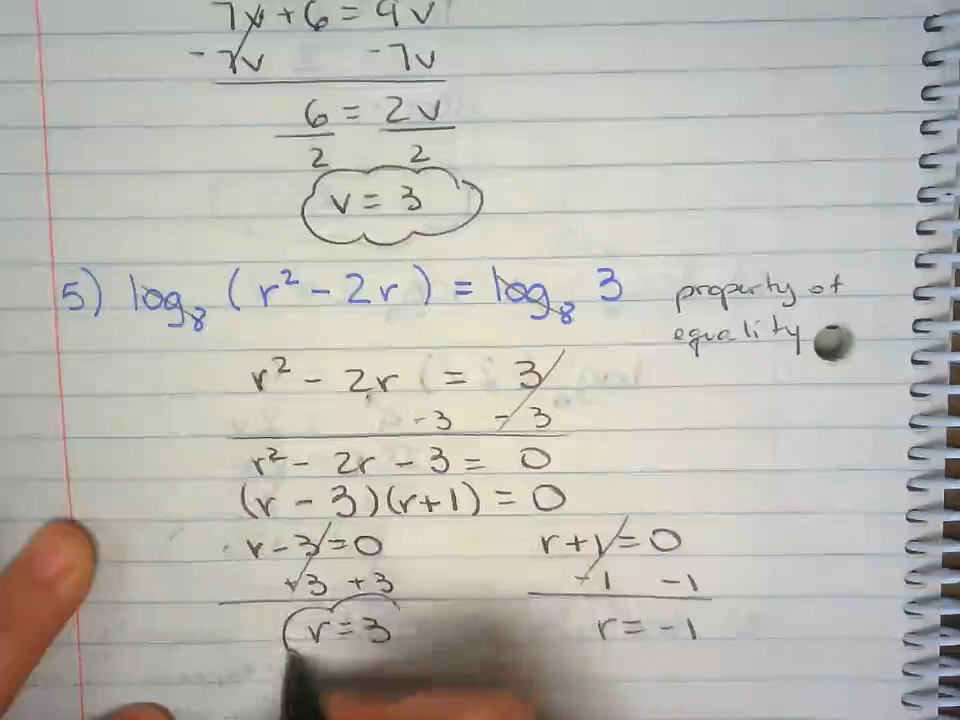 7v + 6 = 9v
- 7v - 7v
6 = 2v
2 2
v = 3
5) log₈ (r² - 2r) = log₈ 3 property of
equality
r² - 2r = 3
- 3 - 3
r² - 2r - 3 = 0
(r - 3)(r + 1) = 0
r - 3 = 0 r + 1 = 0
+3 +3 -1 -1
r = 3 r = -1